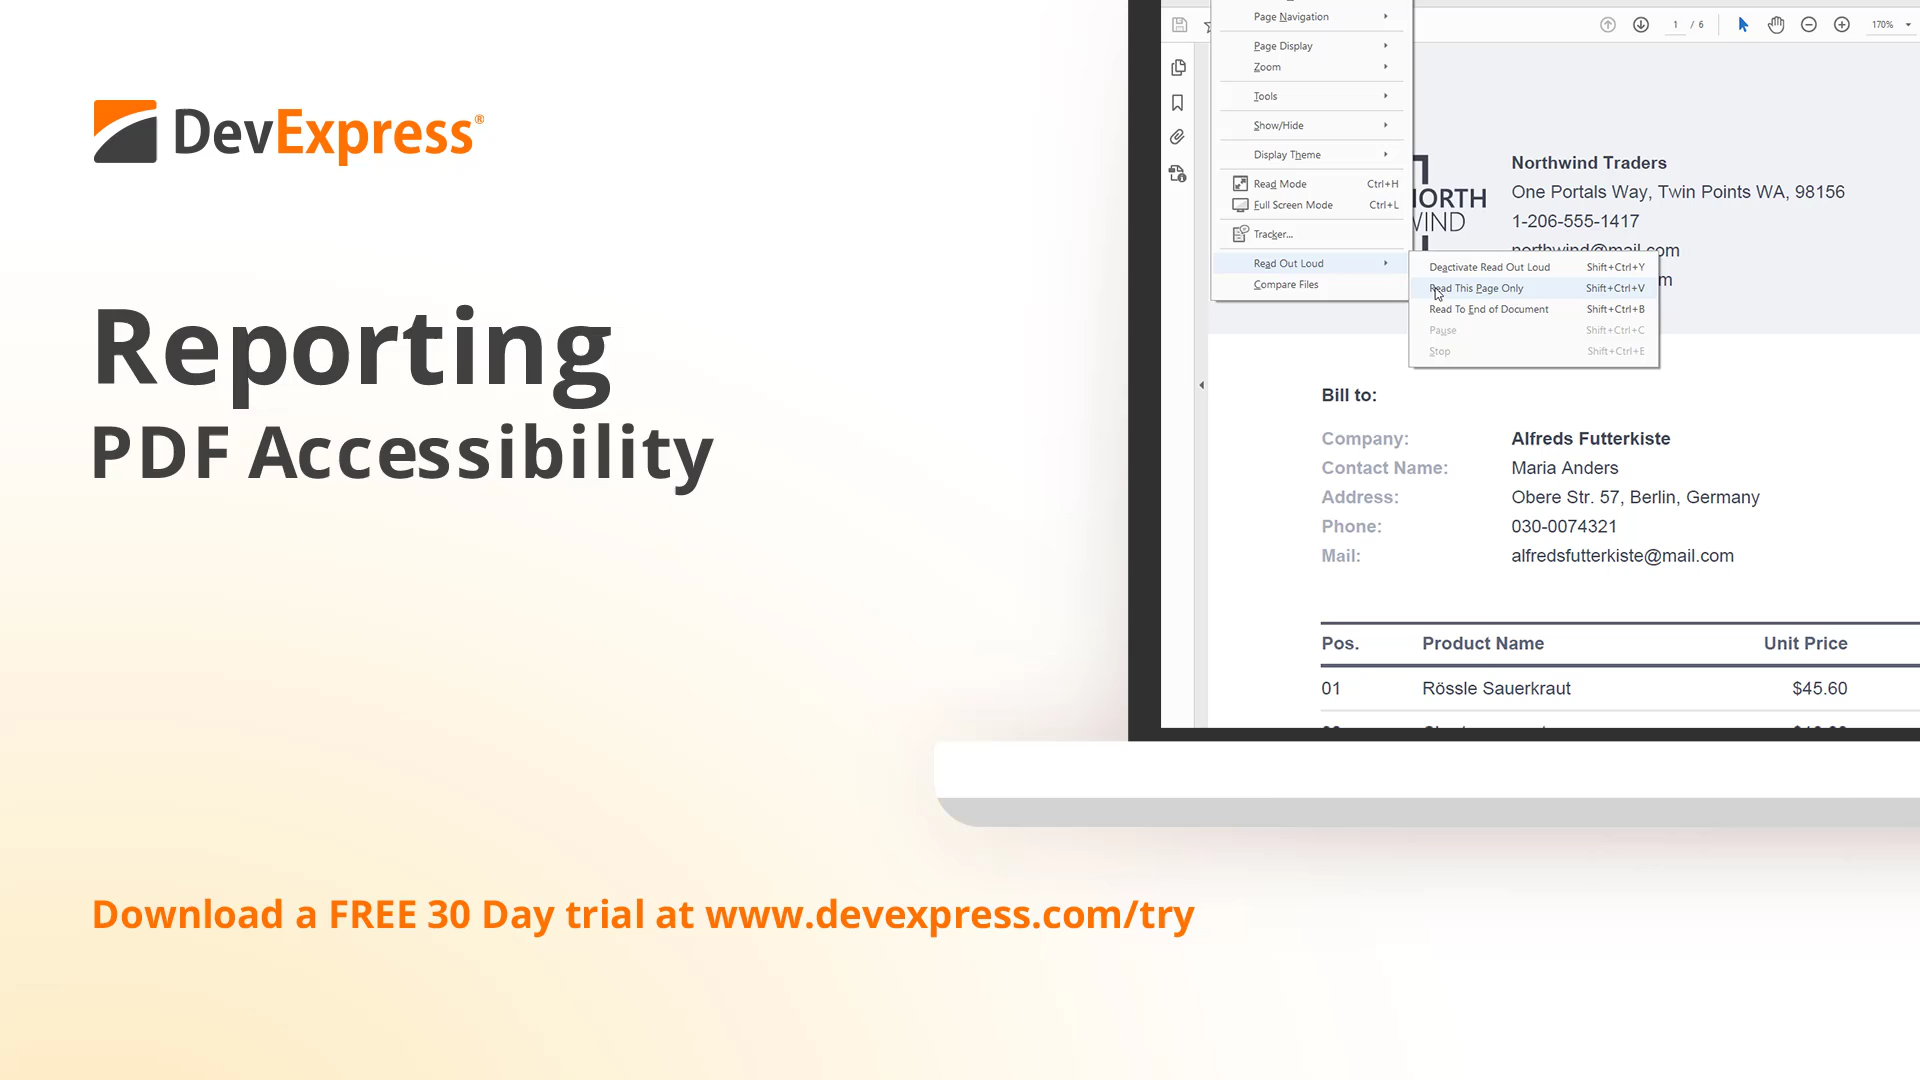 DevExpress®
Reporting
PDF Accessibility
Download a FREE 30 Day trial at www.devexpress.com/try
Page Navigation
Page Display
Zoom
Tools
Show/Hide
Display Theme
Read Mode Ctrl+H
Full Screen Mode Ctrl+L
Tracker...
Read Out Loud
Compare Files
Deactivate Read Out Loud Shift+Ctrl+Y
Read This Page Only Shift+Ctrl+V
Read To End of Document Shift+Ctrl+B
Pause Shift+Ctrl+C
Stop Shift+Ctrl+E
1 / 6 170%
Northwind Traders
One Portals Way, Twin Points WA, 98156
1-206-555-1417
northwind@mail.com
Bill to:
Company: Alfreds Futterkiste
Contact Name: Maria Anders
Address: Obere Str. 57, Berlin, Germany
Phone: 030-0074321
Mail: alfredsfutterkiste@mail.com
Pos. Product Name Unit Price
01 Rössle Sauerkraut $45.60